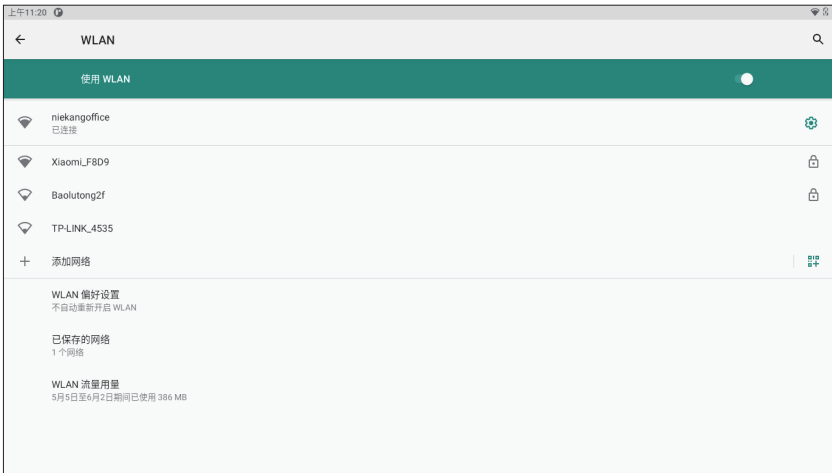 上午11:20
WLAN
使用 WLAN
niekangoffice
已连接
Xiaomi_F8D9
Baolutong2f
TP-LINK_4535
添加网络
WLAN 偏好设置
不自动重新开启 WLAN
已保存的网络
1 个网络
WLAN 流量用量
5月5日至6月2日期间已使用 386 MB